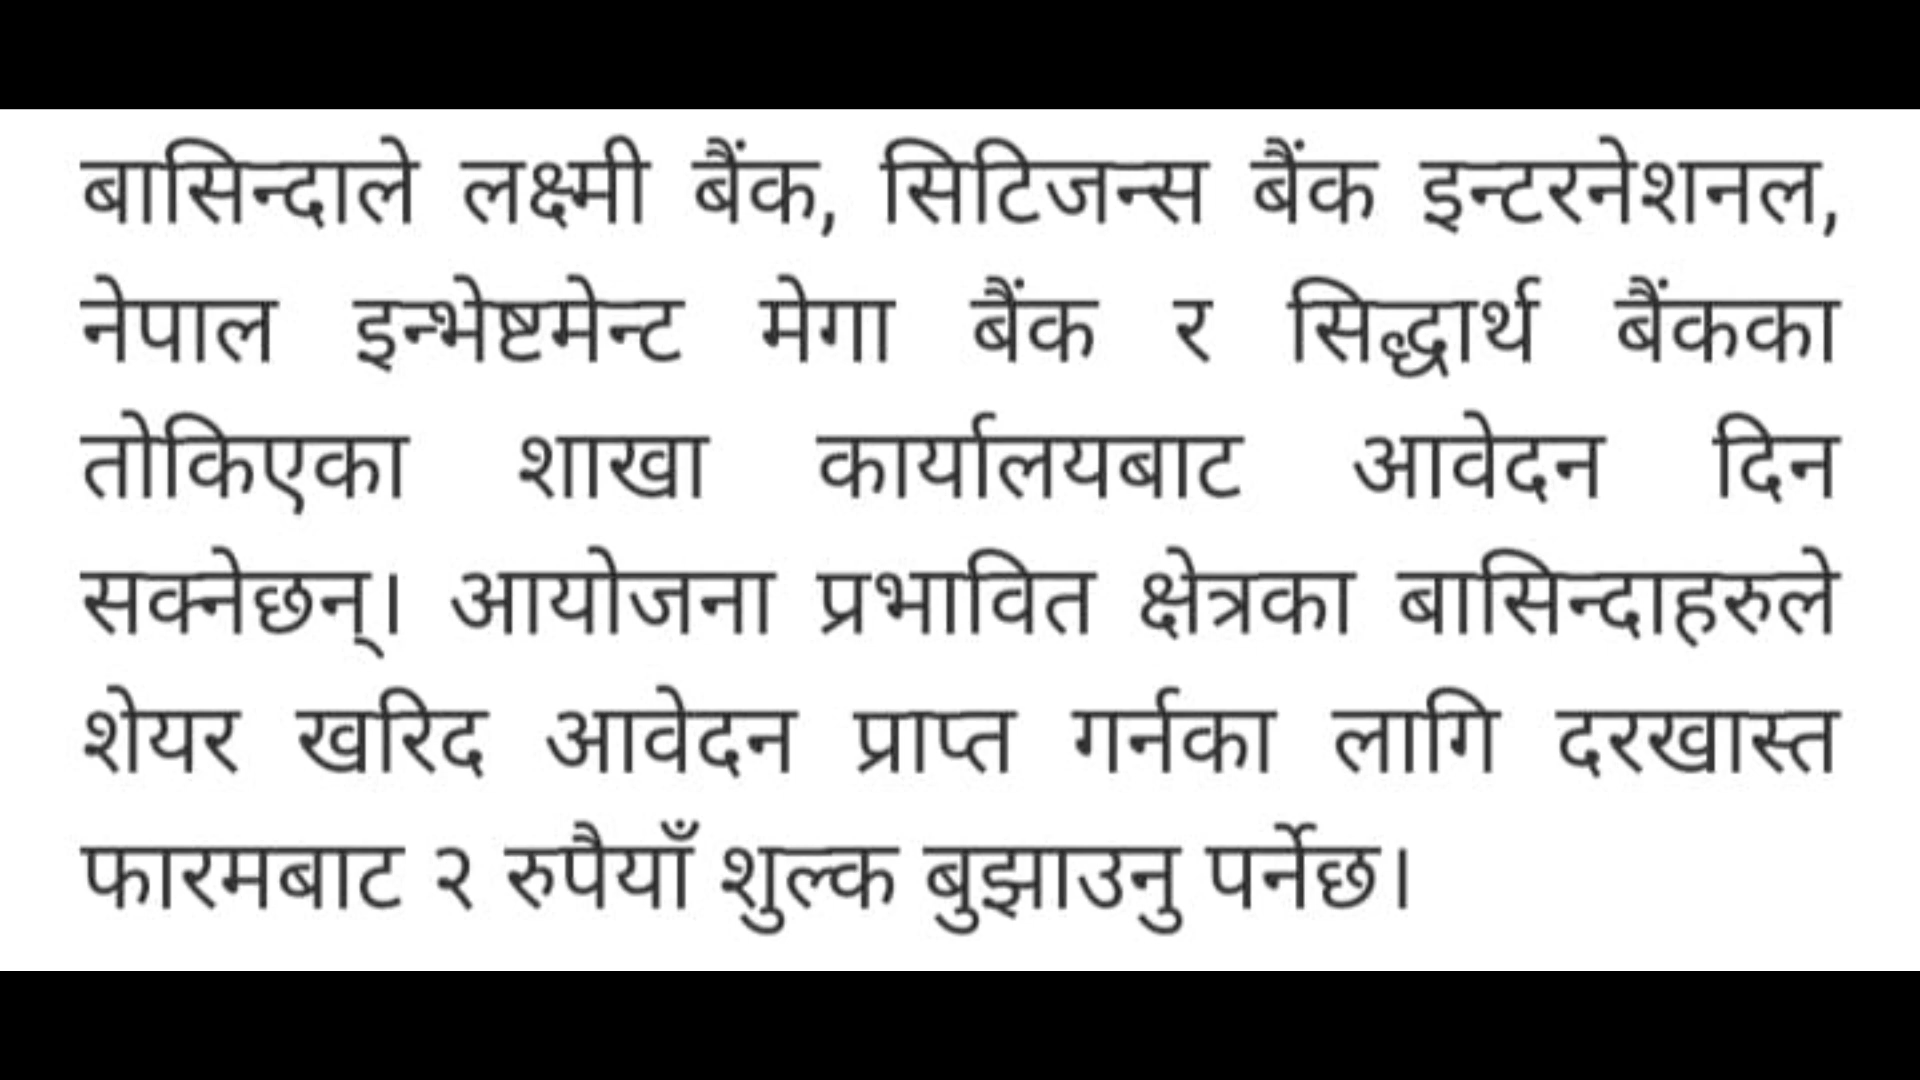 बासिन्दाले लक्ष्मी बैंक, सिटिजन्स बैंक इन्टरनेशनल,
नेपाल इन्भेष्टमेन्ट मेगा बैंक र सिद्धार्थ बैंकका
तोकिएका शाखा कार्यालयबाट आवेदन दिन
सक्नेछन्। आयोजना प्रभावित क्षेत्रका बासिन्दाहरुले
शेयर खरिद आवेदन प्राप्त गर्नका लागि दरखास्त
फारमबाट २ रुपैयाँ शुल्क बुझाउनु पर्नेछ।